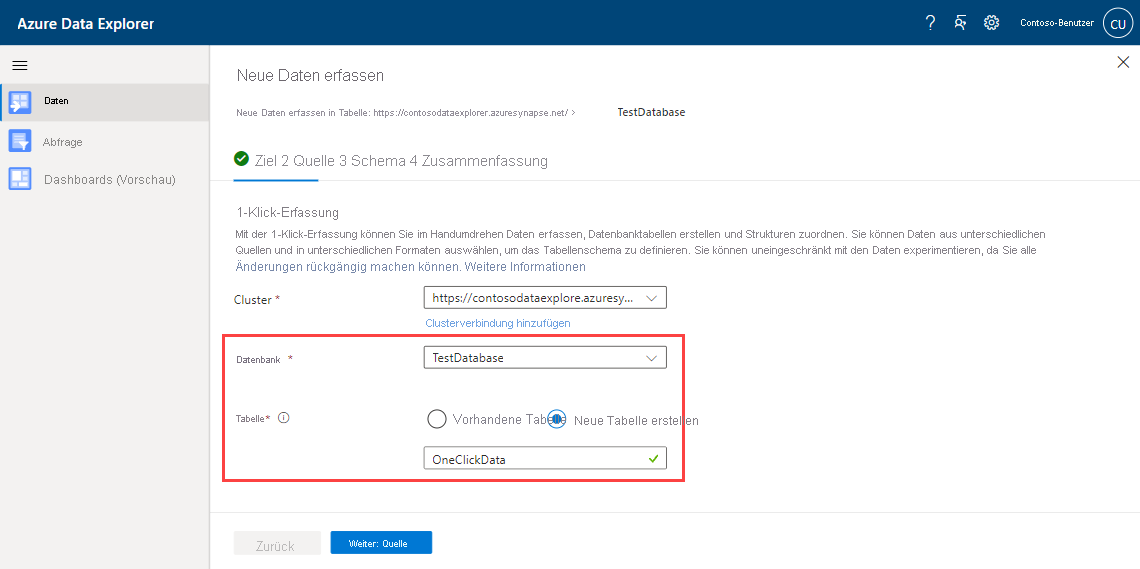 Azure Data Explorer
? Contoso-Benutzer CU
Daten
Abfrage
Dashboards (Vorschau)
Neue Daten erfassen
Neue Daten erfassen in Tabelle: https://contosodataexplorer.azuresynapse.net/ > TestDatabase
Ziel 2 Quelle 3 Schema 4 Zusammenfassung
1-Klick-Erfassung
Mit der 1-Klick-Erfassung können Sie im Handumdrehen Daten erfassen, Datenbanktabellen erstellen und Strukturen zuordnen. Sie können Daten aus unterschiedlichen
Quellen und in unterschiedlichen Formaten auswählen, um das Tabellenschema zu definieren. Sie können uneingeschränkt mit den Daten experimentieren, da Sie alle
Änderungen rückgängig machen können. Weitere Informationen
Cluster * https://contosodataexplore.azuresy...
Clusterverbindung hinzufügen
Datenbank * TestDatabase
Tabelle* Vorhandene Tabelle Neue Tabelle erstellen
OneClickData
Zurück Weiter: Quelle